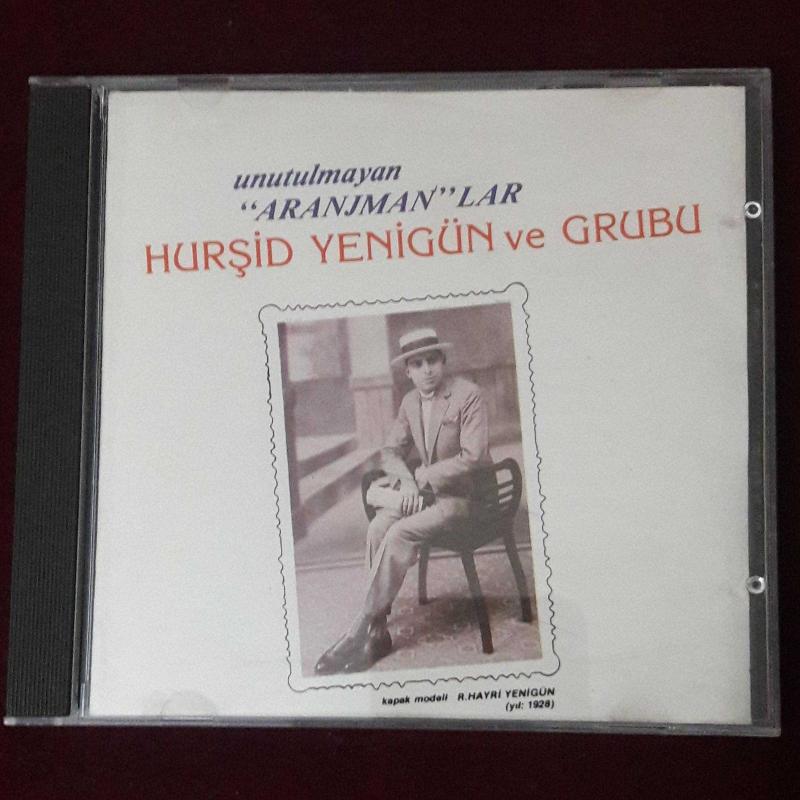 unutulmayan
“ARANJMAN”LAR
HURŞİD YENİGÜN ve GRUBU
kapak modeli R.HAYRİ YENİGÜN
(yıl: 1928)